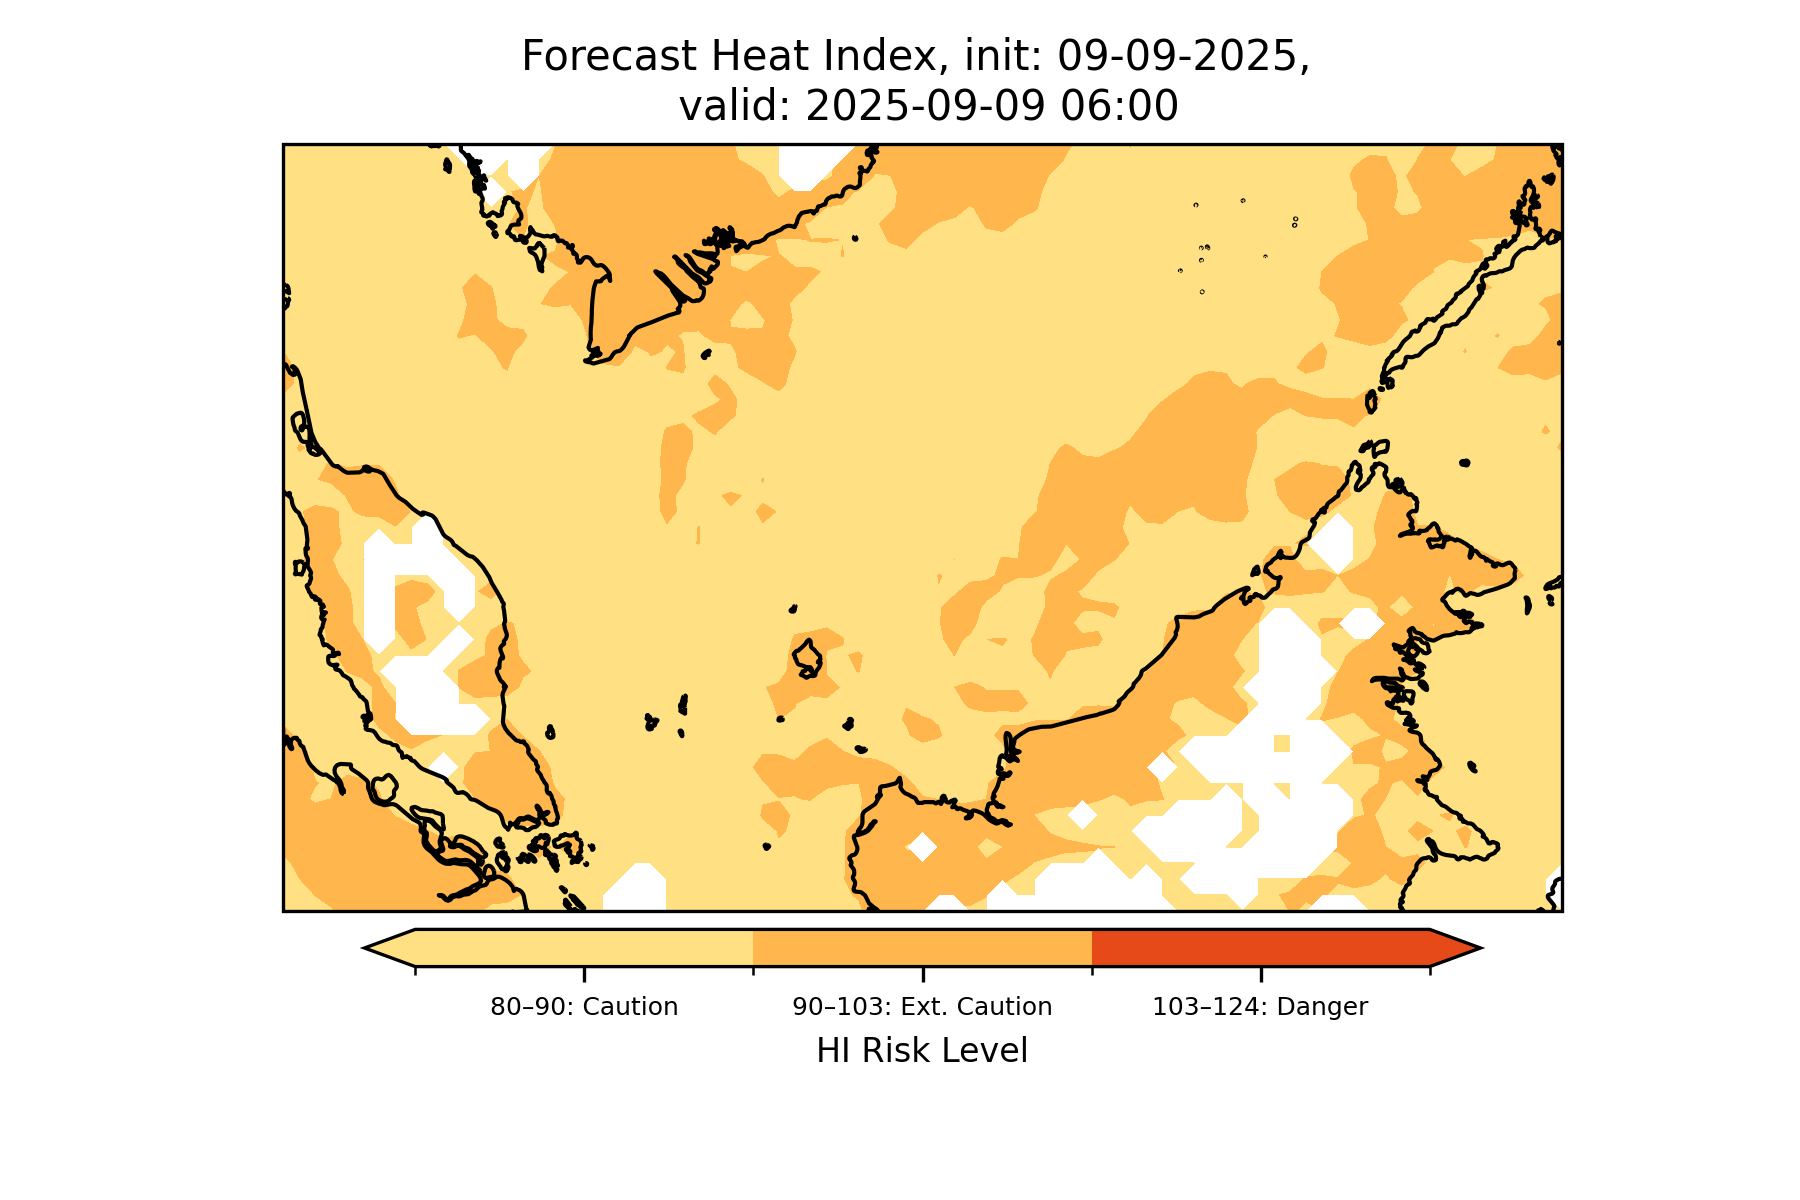 Forecast Heat Index, init: 09-09-2025,
valid: 2025-09-09 06:00
80–90: Caution
90–103: Ext. Caution
103–124: Danger
HI Risk Level